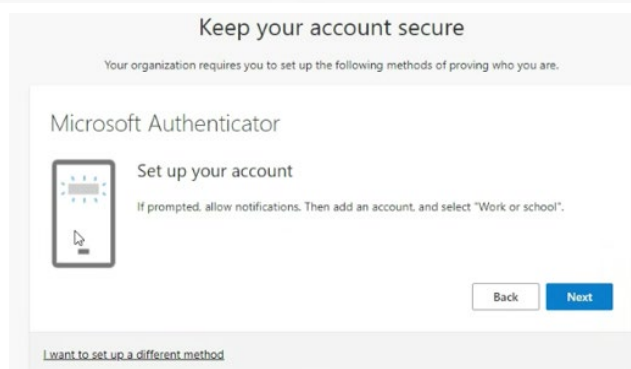 Keep your account secure
Your organization requires you to set up the following methods of proving who you are.
Microsoft Authenticator
Set up your account
If prompted, allow notifications. Then add an account, and select "Work or school".
Back
Next
I want to set up a different method